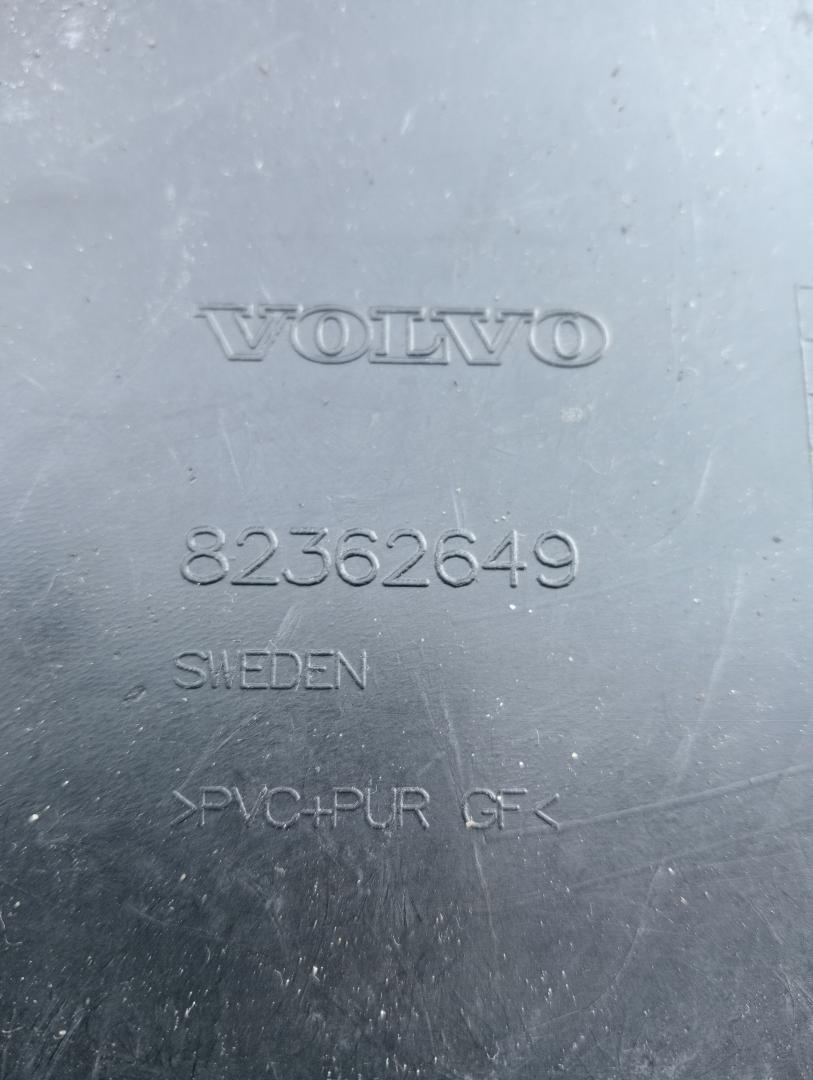 VOLVO
82362649
SWEDEN
>PVC+PUR GF<